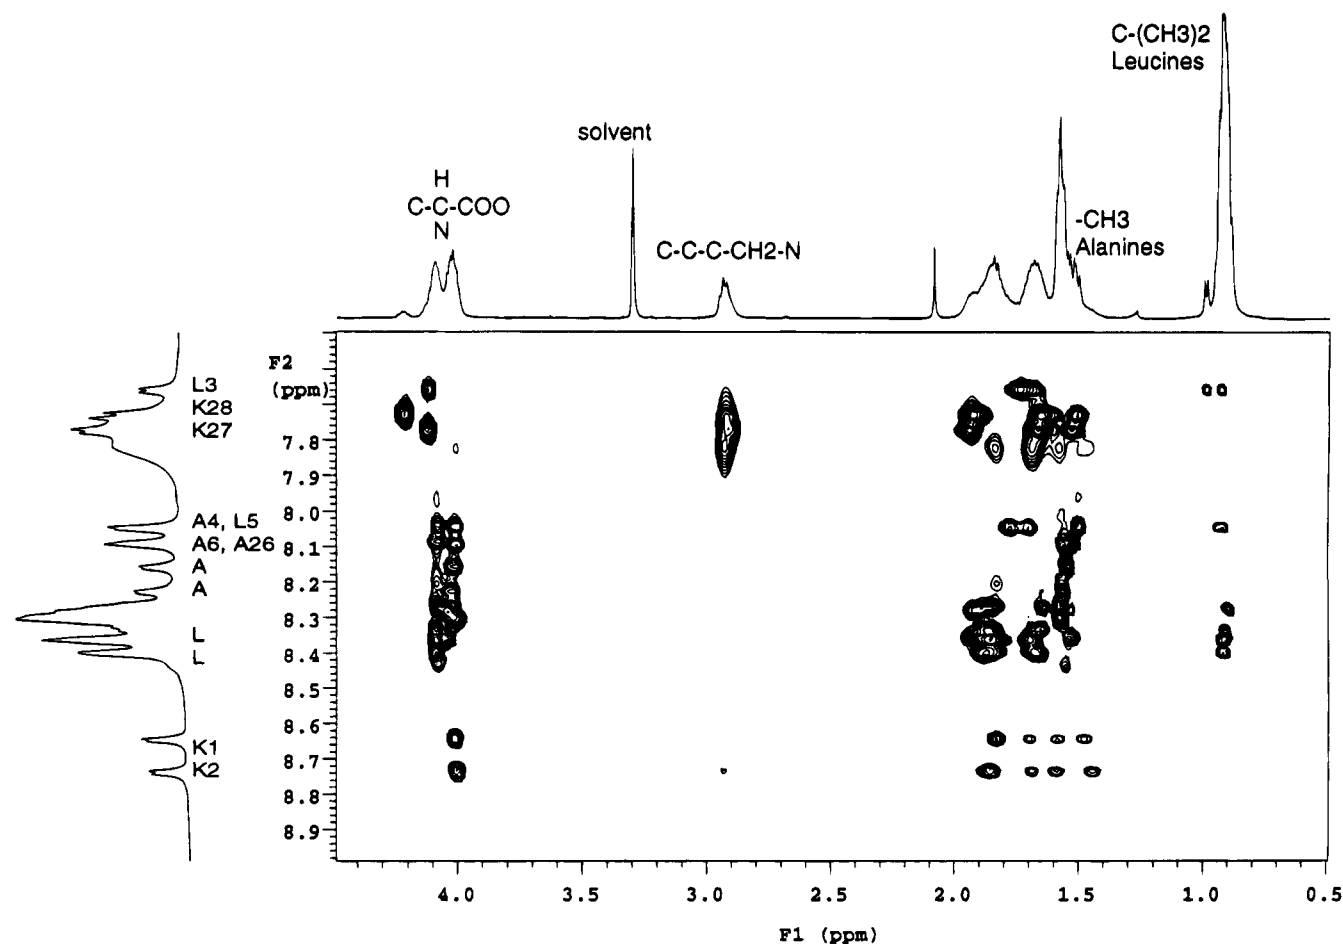 C-(CH3)2
Leucines
solvent
H
C-C-COO
N
C-C-C-CH2-N
-CH3
Alanines
F2
(ppm)
L3
K28
K27
A4, L5
A6, A26
A
A
L
L
K1
K2
7.8
7.9
8.0
8.1
8.2
8.3
8.4
8.5
8.6
8.7
8.8
8.9
4.0 3.5 3.0 2.5 2.0 1.5 1.0 0.5
F1 (ppm)